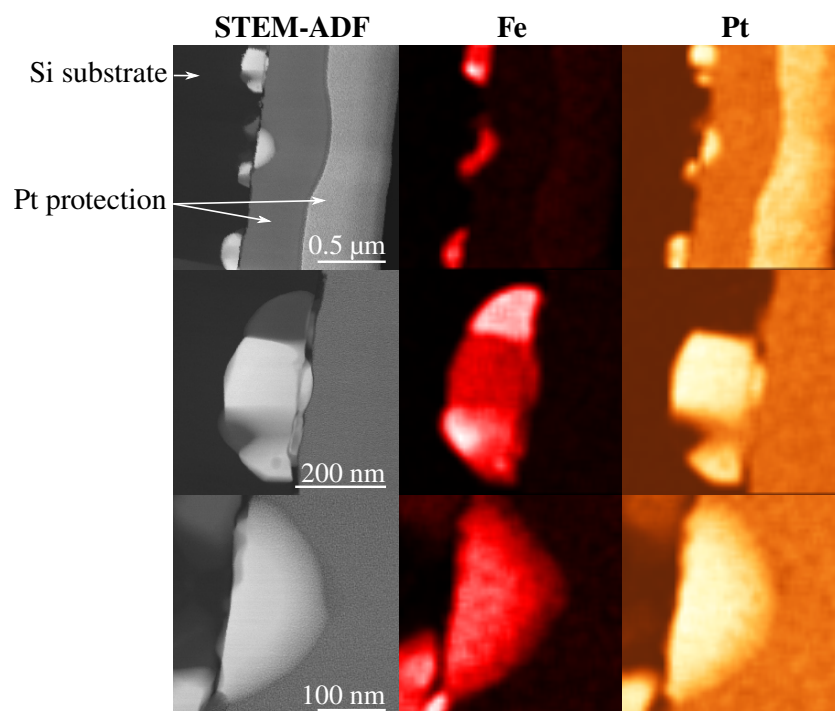 STEM-ADF Fe Pt
Si substrate
Pt protection
0.5 µm
200 nm
100 nm